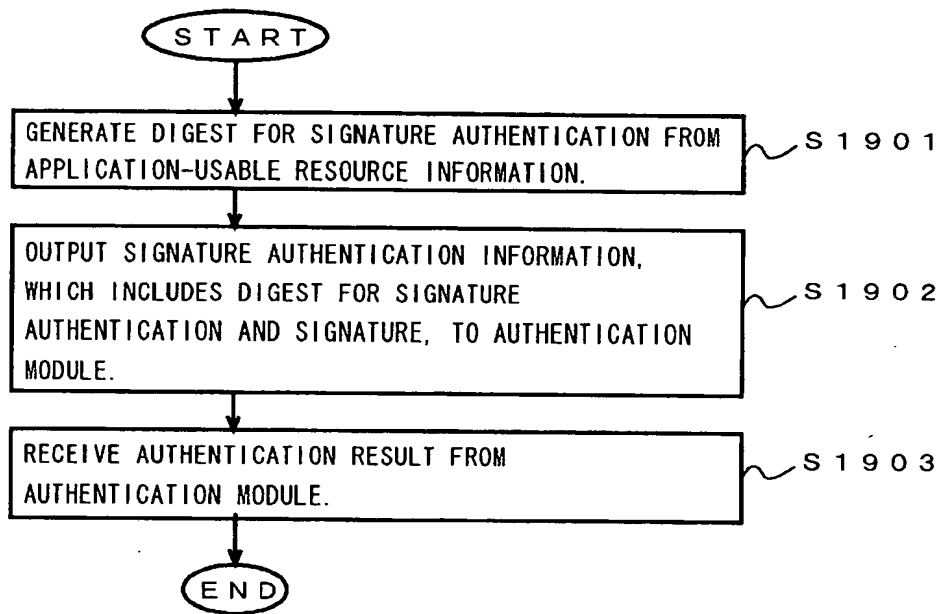 START
GENERATE DIGEST FOR SIGNATURE AUTHENTICATION FROM
APPLICATION-USABLE RESOURCE INFORMATION.
S1901
OUTPUT SIGNATURE AUTHENTICATION INFORMATION,
WHICH INCLUDES DIGEST FOR SIGNATURE
AUTHENTICATION AND SIGNATURE, TO AUTHENTICATION
MODULE.
S1902
RECEIVE AUTHENTICATION RESULT FROM
AUTHENTICATION MODULE.
S1903
END